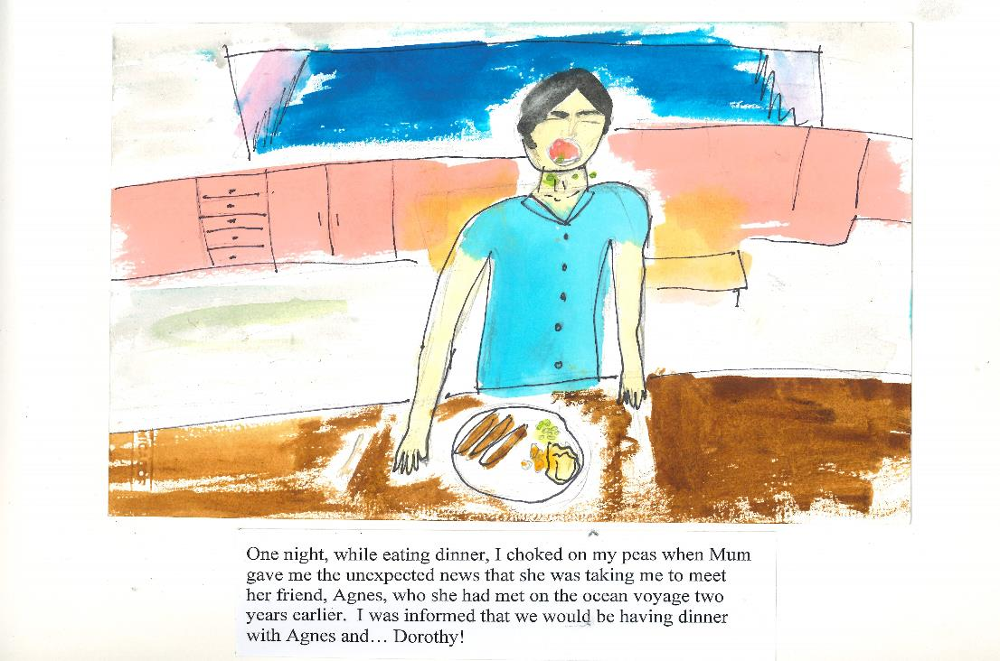 One night, while eating dinner, I choked on my peas when Mum
gave me the unexpected news that she was taking me to meet
her friend, Agnes, who she had met on the ocean voyage two
years earlier.  I was informed that we would be having dinner
with Agnes and… Dorothy!